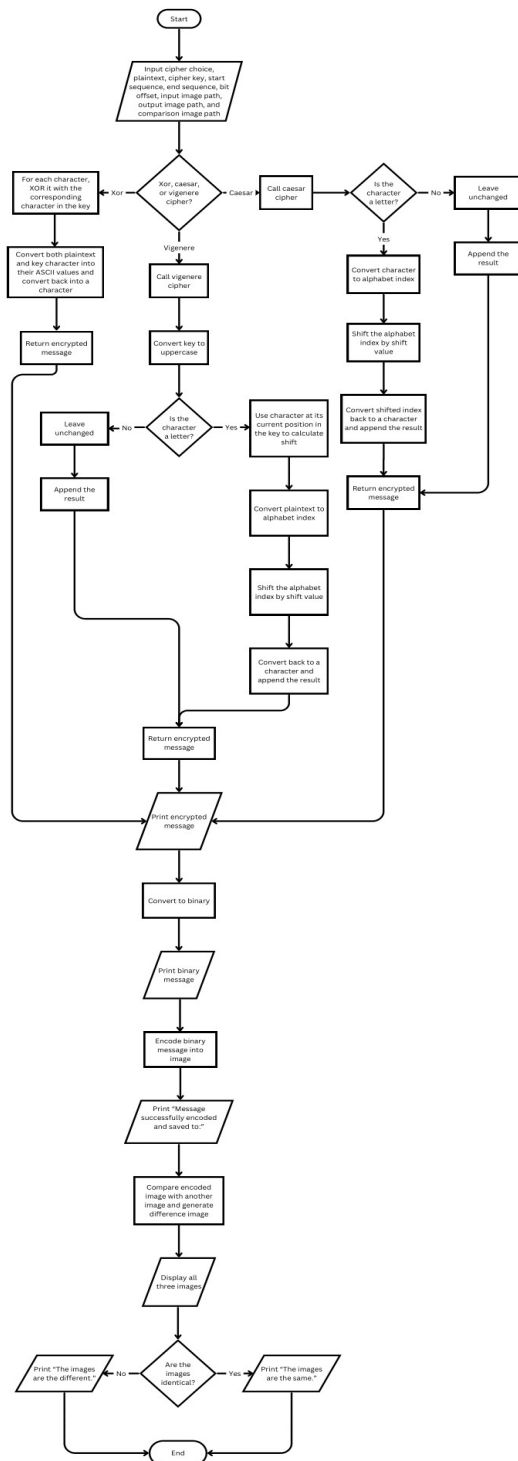 Start
Input cipher choice,
plaintext, cipher key, start
sequence, end sequence, bit
offset, input image path,
output image path, and
comparison image path
For each character,
XOR it with the
corresponding
character in the key
Xor
Xor, caesar,
or vigenere
cipher?
Caesar
Call caesar
cipher
Is the
character
a letter?
No
Leave
unchanged
Convert both plaintext
and key character into
their ASCII values and
convert back into a
character
Vigenere
Call vigenere
cipher
Yes
Convert character
to alphabet index
Append the
result
Return encrypted
message
Convert key to
uppercase
Shift the alphabet
index by shift
value
Leave
unchanged
No
Is the
character
a letter?
Yes
Use character at its
current position in
the key to calculate
shift
Convert shifted index
back to a character
and append the result
Append the
result
Convert plaintext to
alphabet index
Return encrypted
message
Shift the alphabet
index by shift value
Convert back to a
character and
append the result
Return encrypted
message
Print encrypted
message
Convert to binary
Print binary
message
Encode binary
message into
image
Print "Message
successfully encoded
and saved to:"
Compare encoded
image with another
image and generate
difference image
Display all
three images
Print "The images
are the different."
No
Are the
images
identical?
Yes
Print "The images
are the same."
End